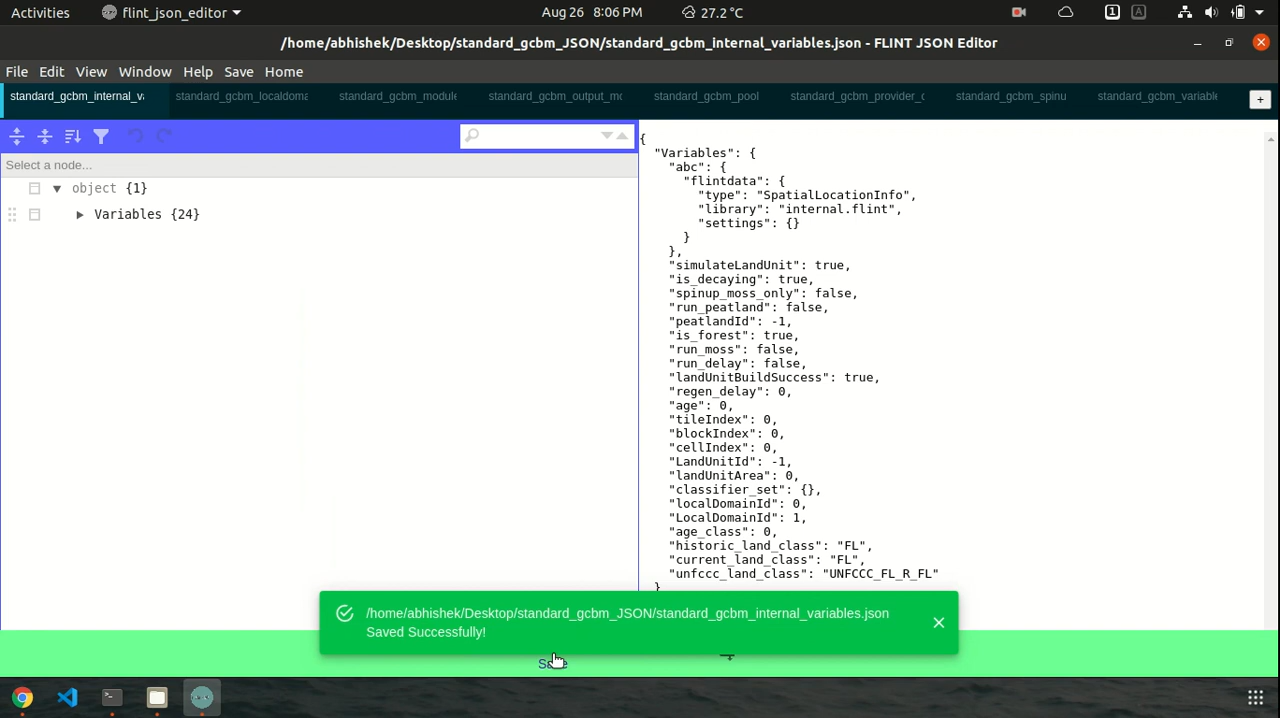 Activities flint_json_editor Aug 26 8:06 PM 27.2 °C 1 A
/home/abhishek/Desktop/standard_gcbm_JSON/standard_gcbm_internal_variables.json - FLINT JSON Editor
File Edit View Window Help Save Home
standard_gcbm_internal_va standard_gcbm_localdoma standard_gcbm_module standard_gcbm_output_mo standard_gcbm_pool standard_gcbm_provider_c standard_gcbm_spinu standard_gcbm_variable +
Select a node...
object {1}
Variables {24}
{
"Variables": {
"abc": {
"flintdata": {
"type": "SpatialLocationInfo",
"library": "internal.flint",
"settings": {}
}
},
"simulateLandUnit": true,
"is_decaying": true,
"spinup_moss_only": false,
"run_peatland": false,
"peatlandId": -1,
"is_forest": true,
"run_moss": false,
"run_delay": false,
"landUnitBuildSuccess": true,
"regen_delay": 0,
"age": 0,
"tileIndex": 0,
"blockIndex": 0,
"cellIndex": 0,
"LandUnitId": -1,
"landUnitArea": 0,
"classifier_set": {},
"localDomainId": 0,
"LocalDomainId": 1,
"age_class": 0,
"historic_land_class": "FL",
"current_land_class": "FL",
"unfccc_land_class": "UNFCCC_FL_R_FL"
}
/home/abhishek/Desktop/standard_gcbm_JSON/standard_gcbm_internal_variables.json
Saved Successfully!
Save